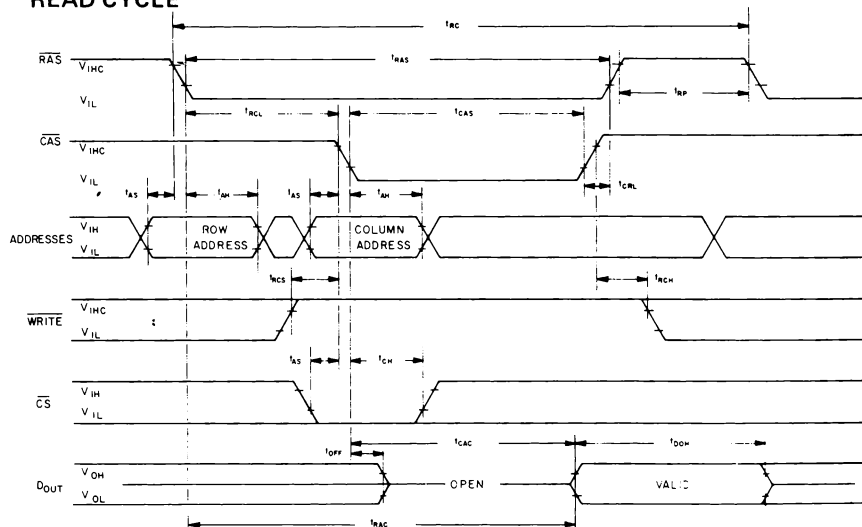 READ CYCLE
tRC
RAS
VIHC
VIL
tRAS
tRP
tRCL
tCAS
CAS
VIHC
VIL
tCRL
tAS
tAH
tAS
tAH
ADDRESSES
VIH
VIL
ROW
ADDRESS
COLUMN
ADDRESS
tRCS
tRCH
WRITE
VIHC
VIL
tAS
tCH
CS
VIH
VIL
tCAC
tDOH
tOFF
DOUT
VOH
VOL
OPEN
VALID
tRAC